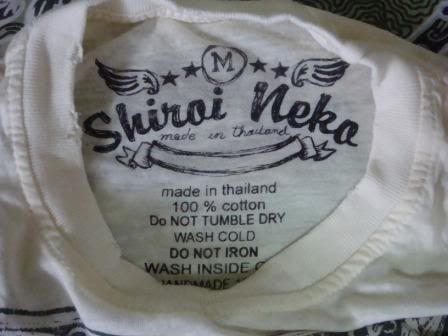 M
Shiroi Neko
made in thailand
made in thailand
100 % cotton
Do NOT TUMBLE DRY
WASH COLD
DO NOT IRON
WASH INSIDE
HANDMADE